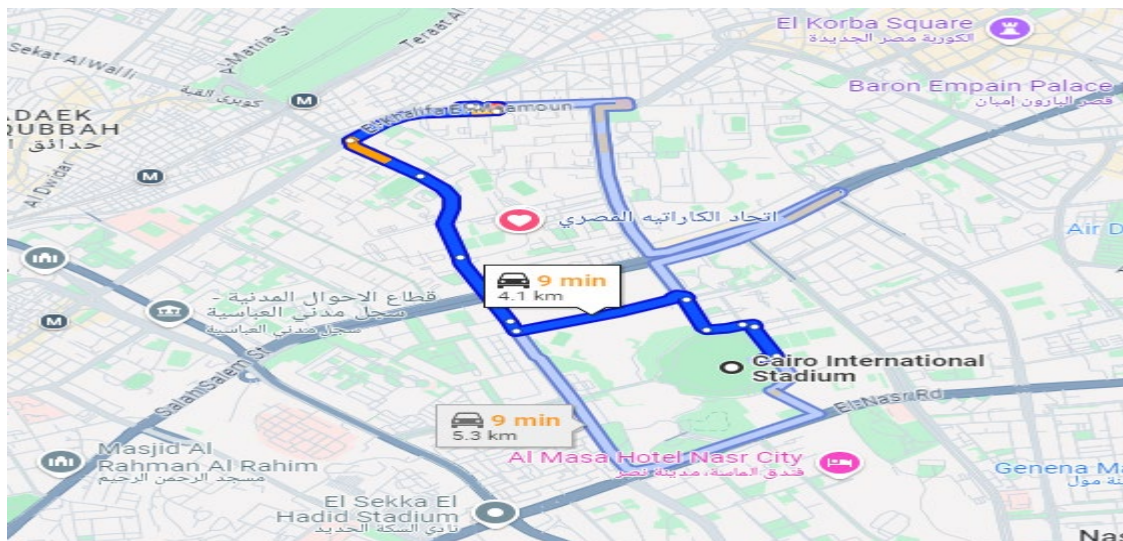 El Korba Square
الكوربة مصر الجديدة
Al-Matria St
Teraat Al
Sekat Al Walli
كوبري القبة
Baron Empain Palace
قصر البارون إمبان
M
El-Khalifa El-Maamoun
ADAEK
QUBBAH
حدائق ا
Al Dwidar
M
اتحاد الكاراتيه المصري
Air D
9 min
4.1 km
قطاع الاحوال المدنية -
سجل مدني العباسية
سجل مدني العباسية
M
Salah Salem St
Cairo International
Stadium
El-Nasr Rd
9 min
5.3 km
Masjid Al
Rahman Al Rahim
مسجد الرحمن الرحيم
Al Masa Hotel Nasr City
فندق الماسة، مدينة نصر
Genena Ma
ينة مول
El Sekka El
Hadid Stadium
نادي السكة الحديد
Nas